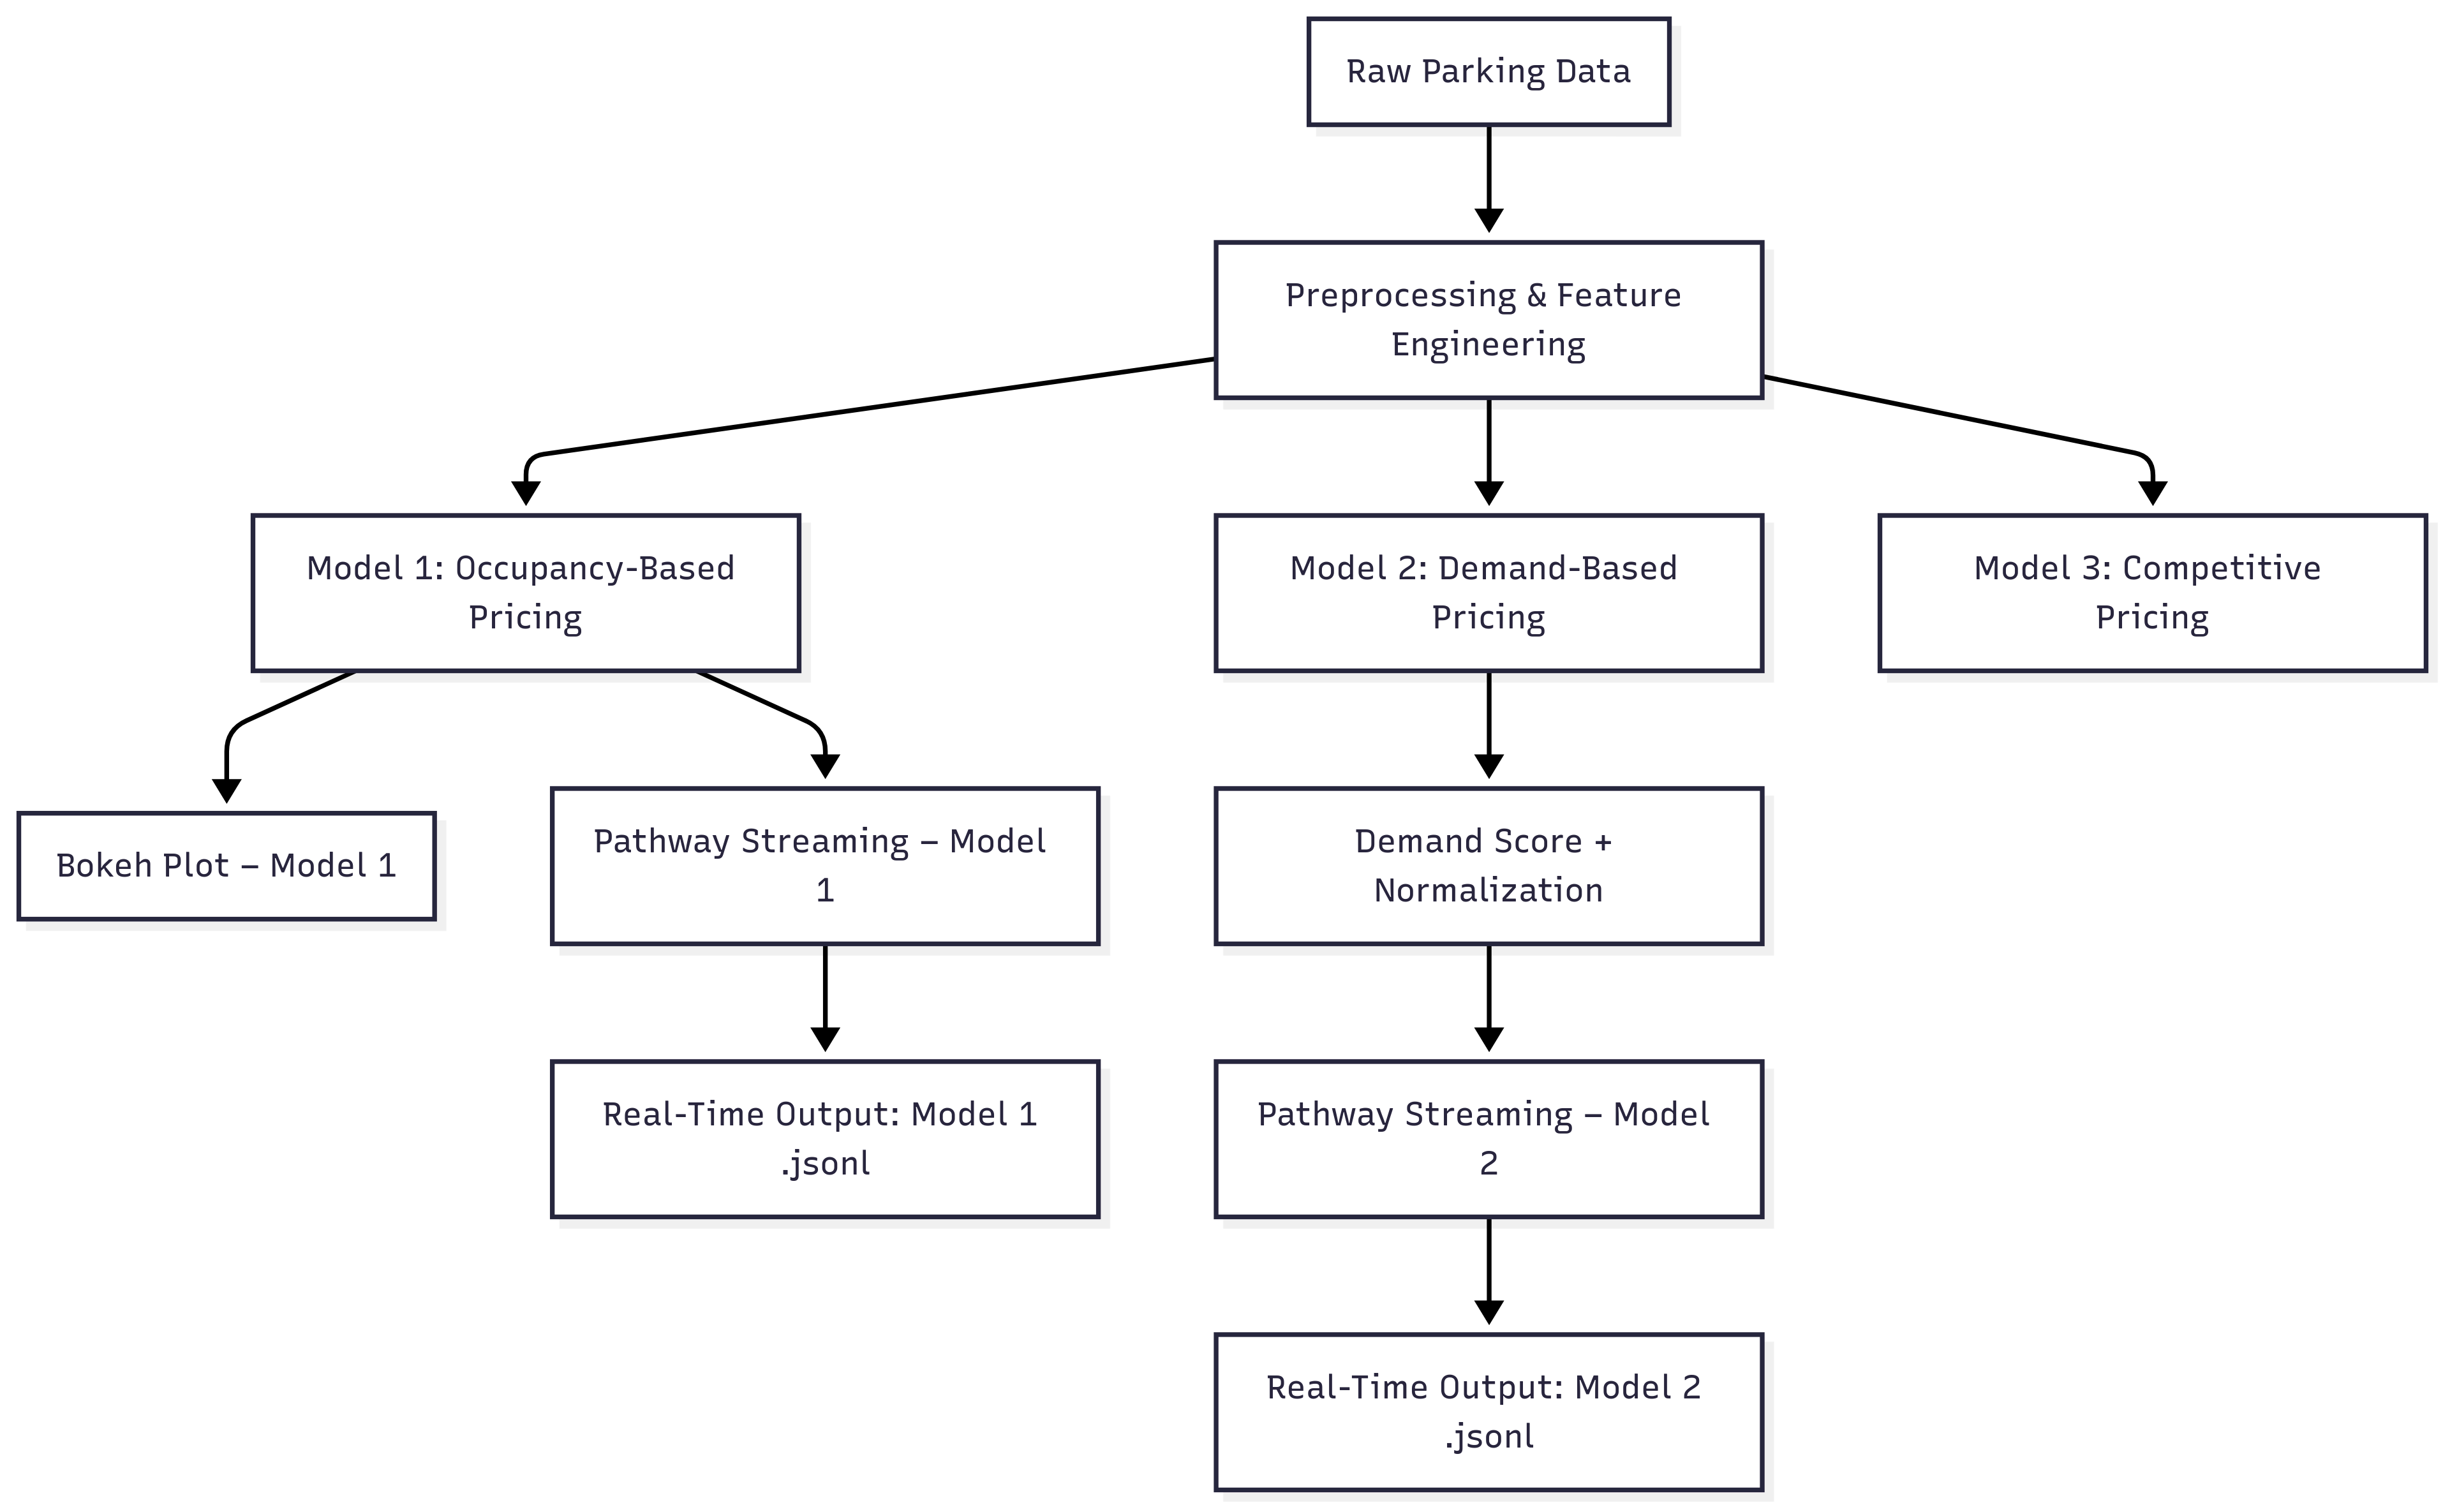 Raw Parking Data
Preprocessing & Feature
Engineering
Model 1: Occupancy-Based
Pricing
Model 2: Demand-Based
Pricing
Model 3: Competitive
Pricing
Bokeh Plot – Model 1
Pathway Streaming – Model
1
Demand Score +
Normalization
Real-Time Output: Model 1
.jsonl
Pathway Streaming – Model
2
Real-Time Output: Model 2
.jsonl